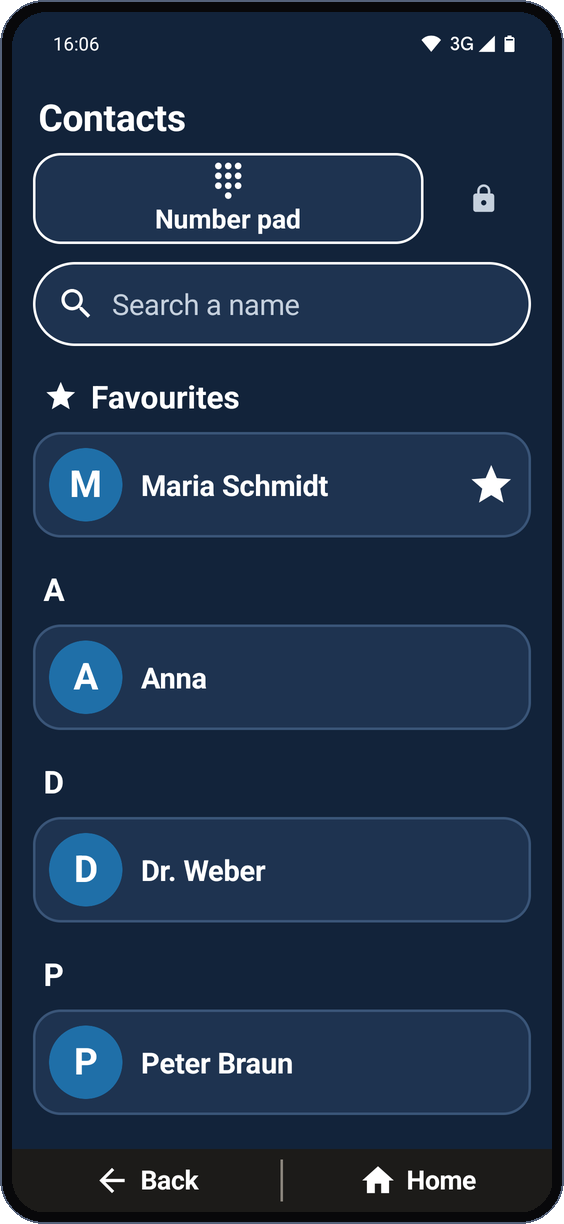 16:06
3G
Contacts
Number pad
Search a name
Favourites
M
Maria Schmidt
A
A
Anna
D
D
Dr. Weber
P
P
Peter Braun
Back
Home